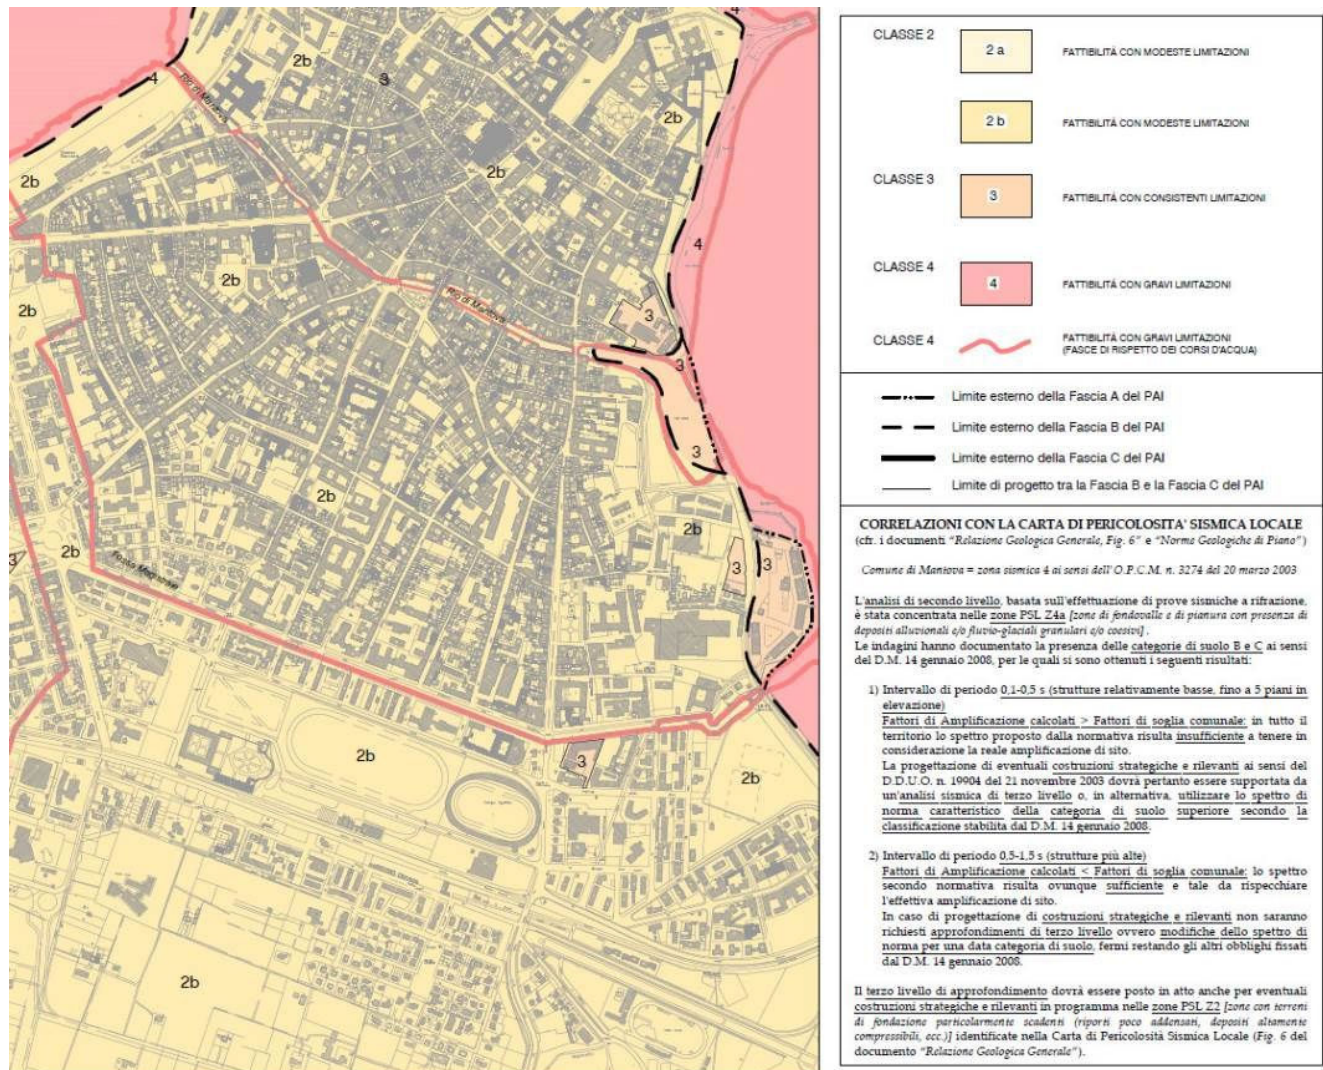 4
2b
4
3
Rio di Mantova
2b
2b
2b
4
2b
2b
Rio di Mantova
3
3
3
2b
2b
2b
3
3
3
Fossa Magistrale
2b
3
2b
2b
CLASSE 2
2 a
FATTIBILITÀ CON MODESTE LIMITAZIONI
2 b
FATTIBILITÀ CON MODESTE LIMITAZIONI
CLASSE 3
3
FATTIBILITÀ CON CONSISTENTI LIMITAZIONI
CLASSE 4
4
FATTIBILITÀ CON GRAVI LIMITAZIONI
CLASSE 4
FATTIBILITÀ CON GRAVI LIMITAZIONI
(FASCE DI RISPETTO DEI CORSI D'ACQUA)
Limite esterno della Fascia A del PAI
Limite esterno della Fascia B del PAI
Limite esterno della Fascia C del PAI
Limite di progetto tra la Fascia B e la Fascia C del PAI
CORRELAZIONI CON LA CARTA DI PERICOLOSITA' SISMICA LOCALE
(cfr. i documenti "Relazione Geologica Generale, Fig. 6" e "Norme Geologiche di Piano")
Comune di Mantova = zona sismica 4 ai sensi dell'O.P.C.M. n. 3274 del 20 marzo 2003
L'analisi di secondo livello, basata sull'effettuazione di prove sismiche a rifrazione,
è stata concentrata nelle zone PSL Z4a [zone di fondovalle e di pianura con presenza di
depositi alluvionali e/o fluvio-glaciali granulari e/o coesivi].
Le indagini hanno documentato la presenza delle categorie di suolo B e C ai sensi
del D.M. 14 gennaio 2008, per le quali si sono ottenuti i seguenti risultati:
1) Intervallo di periodo 0,1-0,5 s (strutture relativamente basse, fino a 5 piani in
elevazione)
Fattori di Amplificazione calcolati > Fattori di soglia comunale: in tutto il
territorio lo spettro proposto dalla normativa risulta insufficiente a tenere in
considerazione la reale amplificazione di sito.
La progettazione di eventuali costruzioni strategiche e rilevanti ai sensi del
D.D.U.O. n. 19904 del 21 novembre 2003 dovrà pertanto essere supportata da
un'analisi sismica di terzo livello o, in alternativa, utilizzare lo spettro di
norma caratteristico della categoria di suolo superiore secondo la
classificazione stabilita dal D.M. 14 gennaio 2008.
2) Intervallo di periodo 0,5-1,5 s (strutture più alte)
Fattori di Amplificazione calcolati < Fattori di soglia comunale: lo spettro
secondo normativa risulta ovunque sufficiente e tale da rispecchiare
l'effettiva amplificazione di sito.
In caso di progettazione di costruzioni strategiche e rilevanti non saranno
richiesti approfondimenti di terzo livello ovvero modifiche dello spettro di
norma per una data categoria di suolo, fermi restando gli altri obblighi fissati
dal D.M. 14 gennaio 2008.
Il terzo livello di approfondimento dovrà essere posto in atto anche per eventuali
costruzioni strategiche e rilevanti in programma nelle zone PSL Z2 [zone con terreni
di fondazione particolarmente scadenti (riporti poco addensati, depositi altamente
compressibili, ecc.)] identificate nella Carta di Pericolosità Sismica Locale (Fig. 6 del
documento "Relazione Geologica Generale").